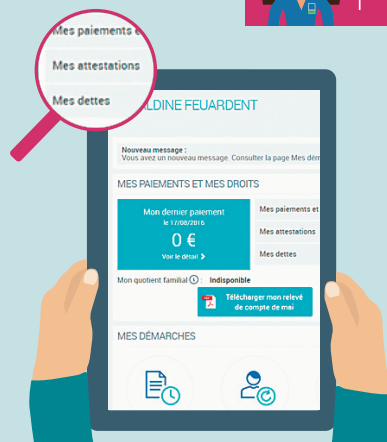 Mes paiements e
Mes attestations
Mes dettes
ALDINE FEUARDENT
Nouveau message :
Vous avez un nouveau message. Consulter la page Mes dém
MES PAIEMENTS ET MES DROITS
Mon dernier paiement
le 17/08/2016
0 €
Voir le détail
Mes paiements et
Mes attestations
Mes dettes
Mon quotient familial : Indisponible
Télécharger mon relevé
de compte de mai
MES DÉMARCHES